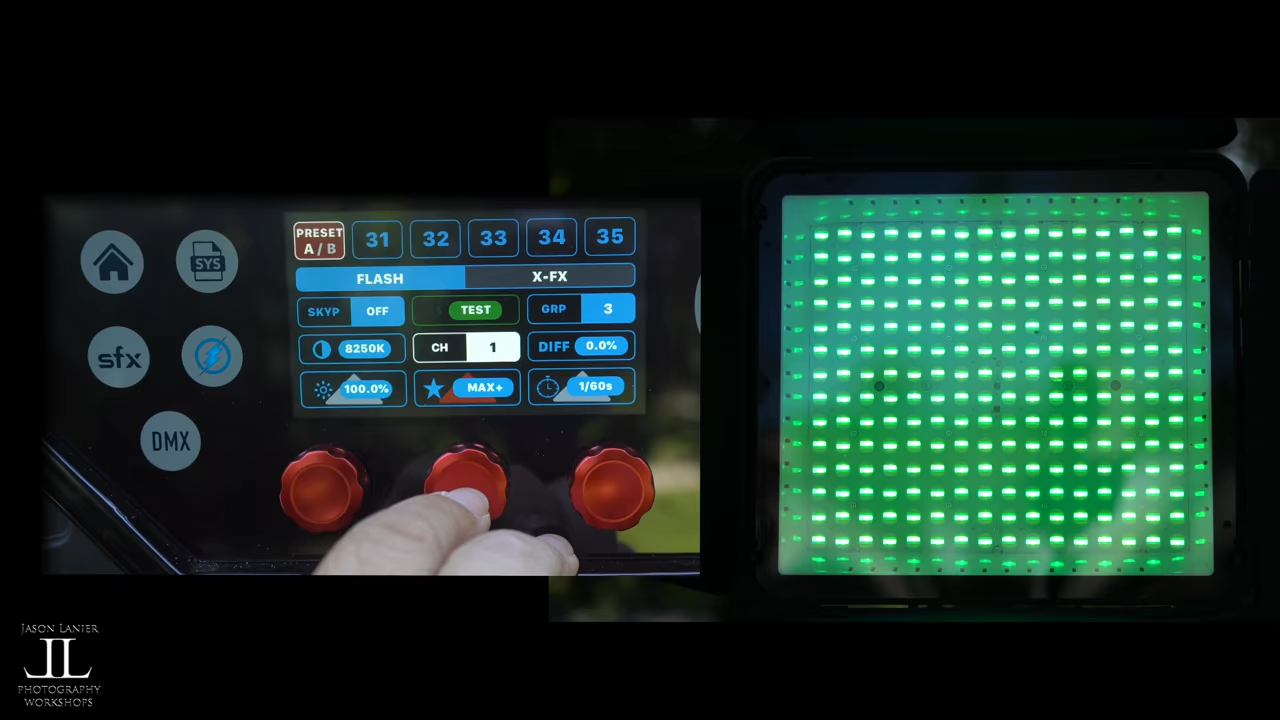 PRESET
A / B
31 32 33 34 35
FLASH X-FX
SKYP OFF TEST GRP 3
8250K CH 1 DIFF 0.0%
100.0% MAX+ 1/60s
SYS
sfx
DMX
JASON LANIER
JL
PHOTOGRAPHY
WORKSHOPS